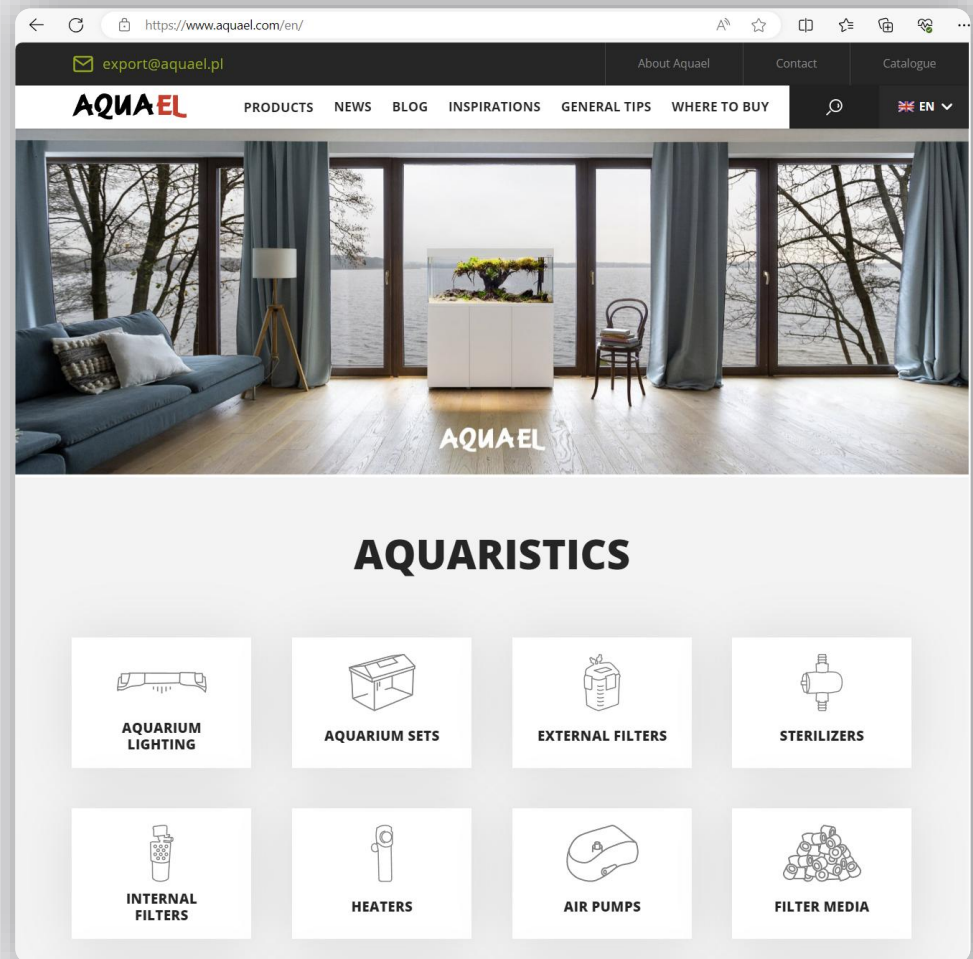 https://www.aquael.com/en/
export@aquael.pl
About Aquael
Contact
Catalogue
AQUAEL
PRODUCTS
NEWS
BLOG
INSPIRATIONS
GENERAL TIPS
WHERE TO BUY
EN
AQUAEL
AQUARISTICS
AQUARIUM
LIGHTING
AQUARIUM SETS
EXTERNAL FILTERS
STERILIZERS
INTERNAL
FILTERS
HEATERS
AIR PUMPS
FILTER MEDIA